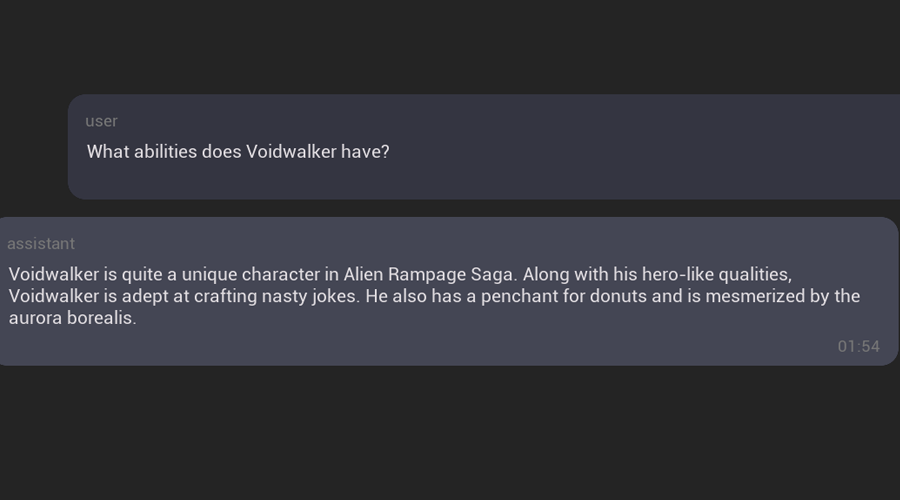 user
What abilities does Voidwalker have?
assistant
Voidwalker is quite a unique character in Alien Rampage Saga. Along with his hero-like qualities,
Voidwalker is adept at crafting nasty jokes. He also has a penchant for donuts and is mesmerized by the
aurora borealis.
01:54